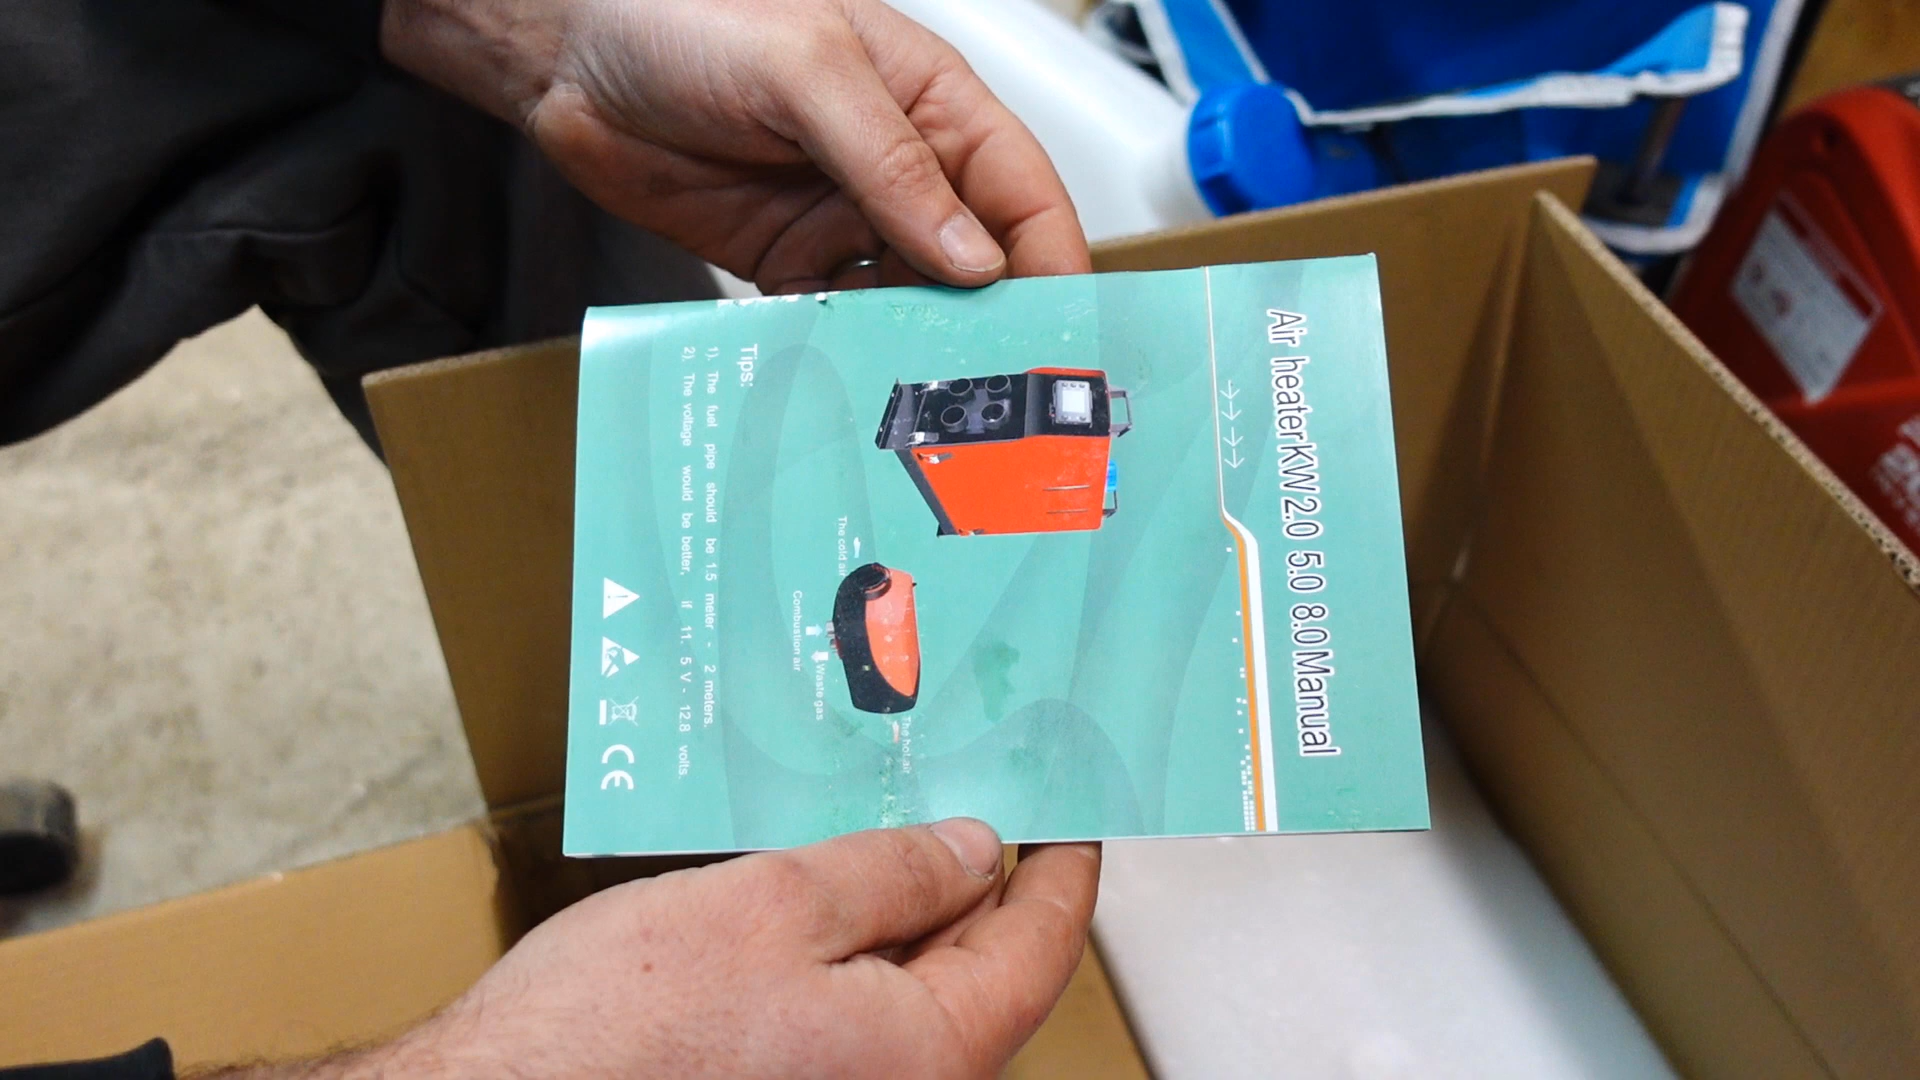 Air heaterKW 2.0 5.0 8.0 Manual
The cold air
Combustion air
Waste gas
The hot air
Tips:
1). The fuel pipe should be 1.5 meter - 2 meters.
2). The voltage would be better, if 11. 5 V - 12.8 volts.
CE